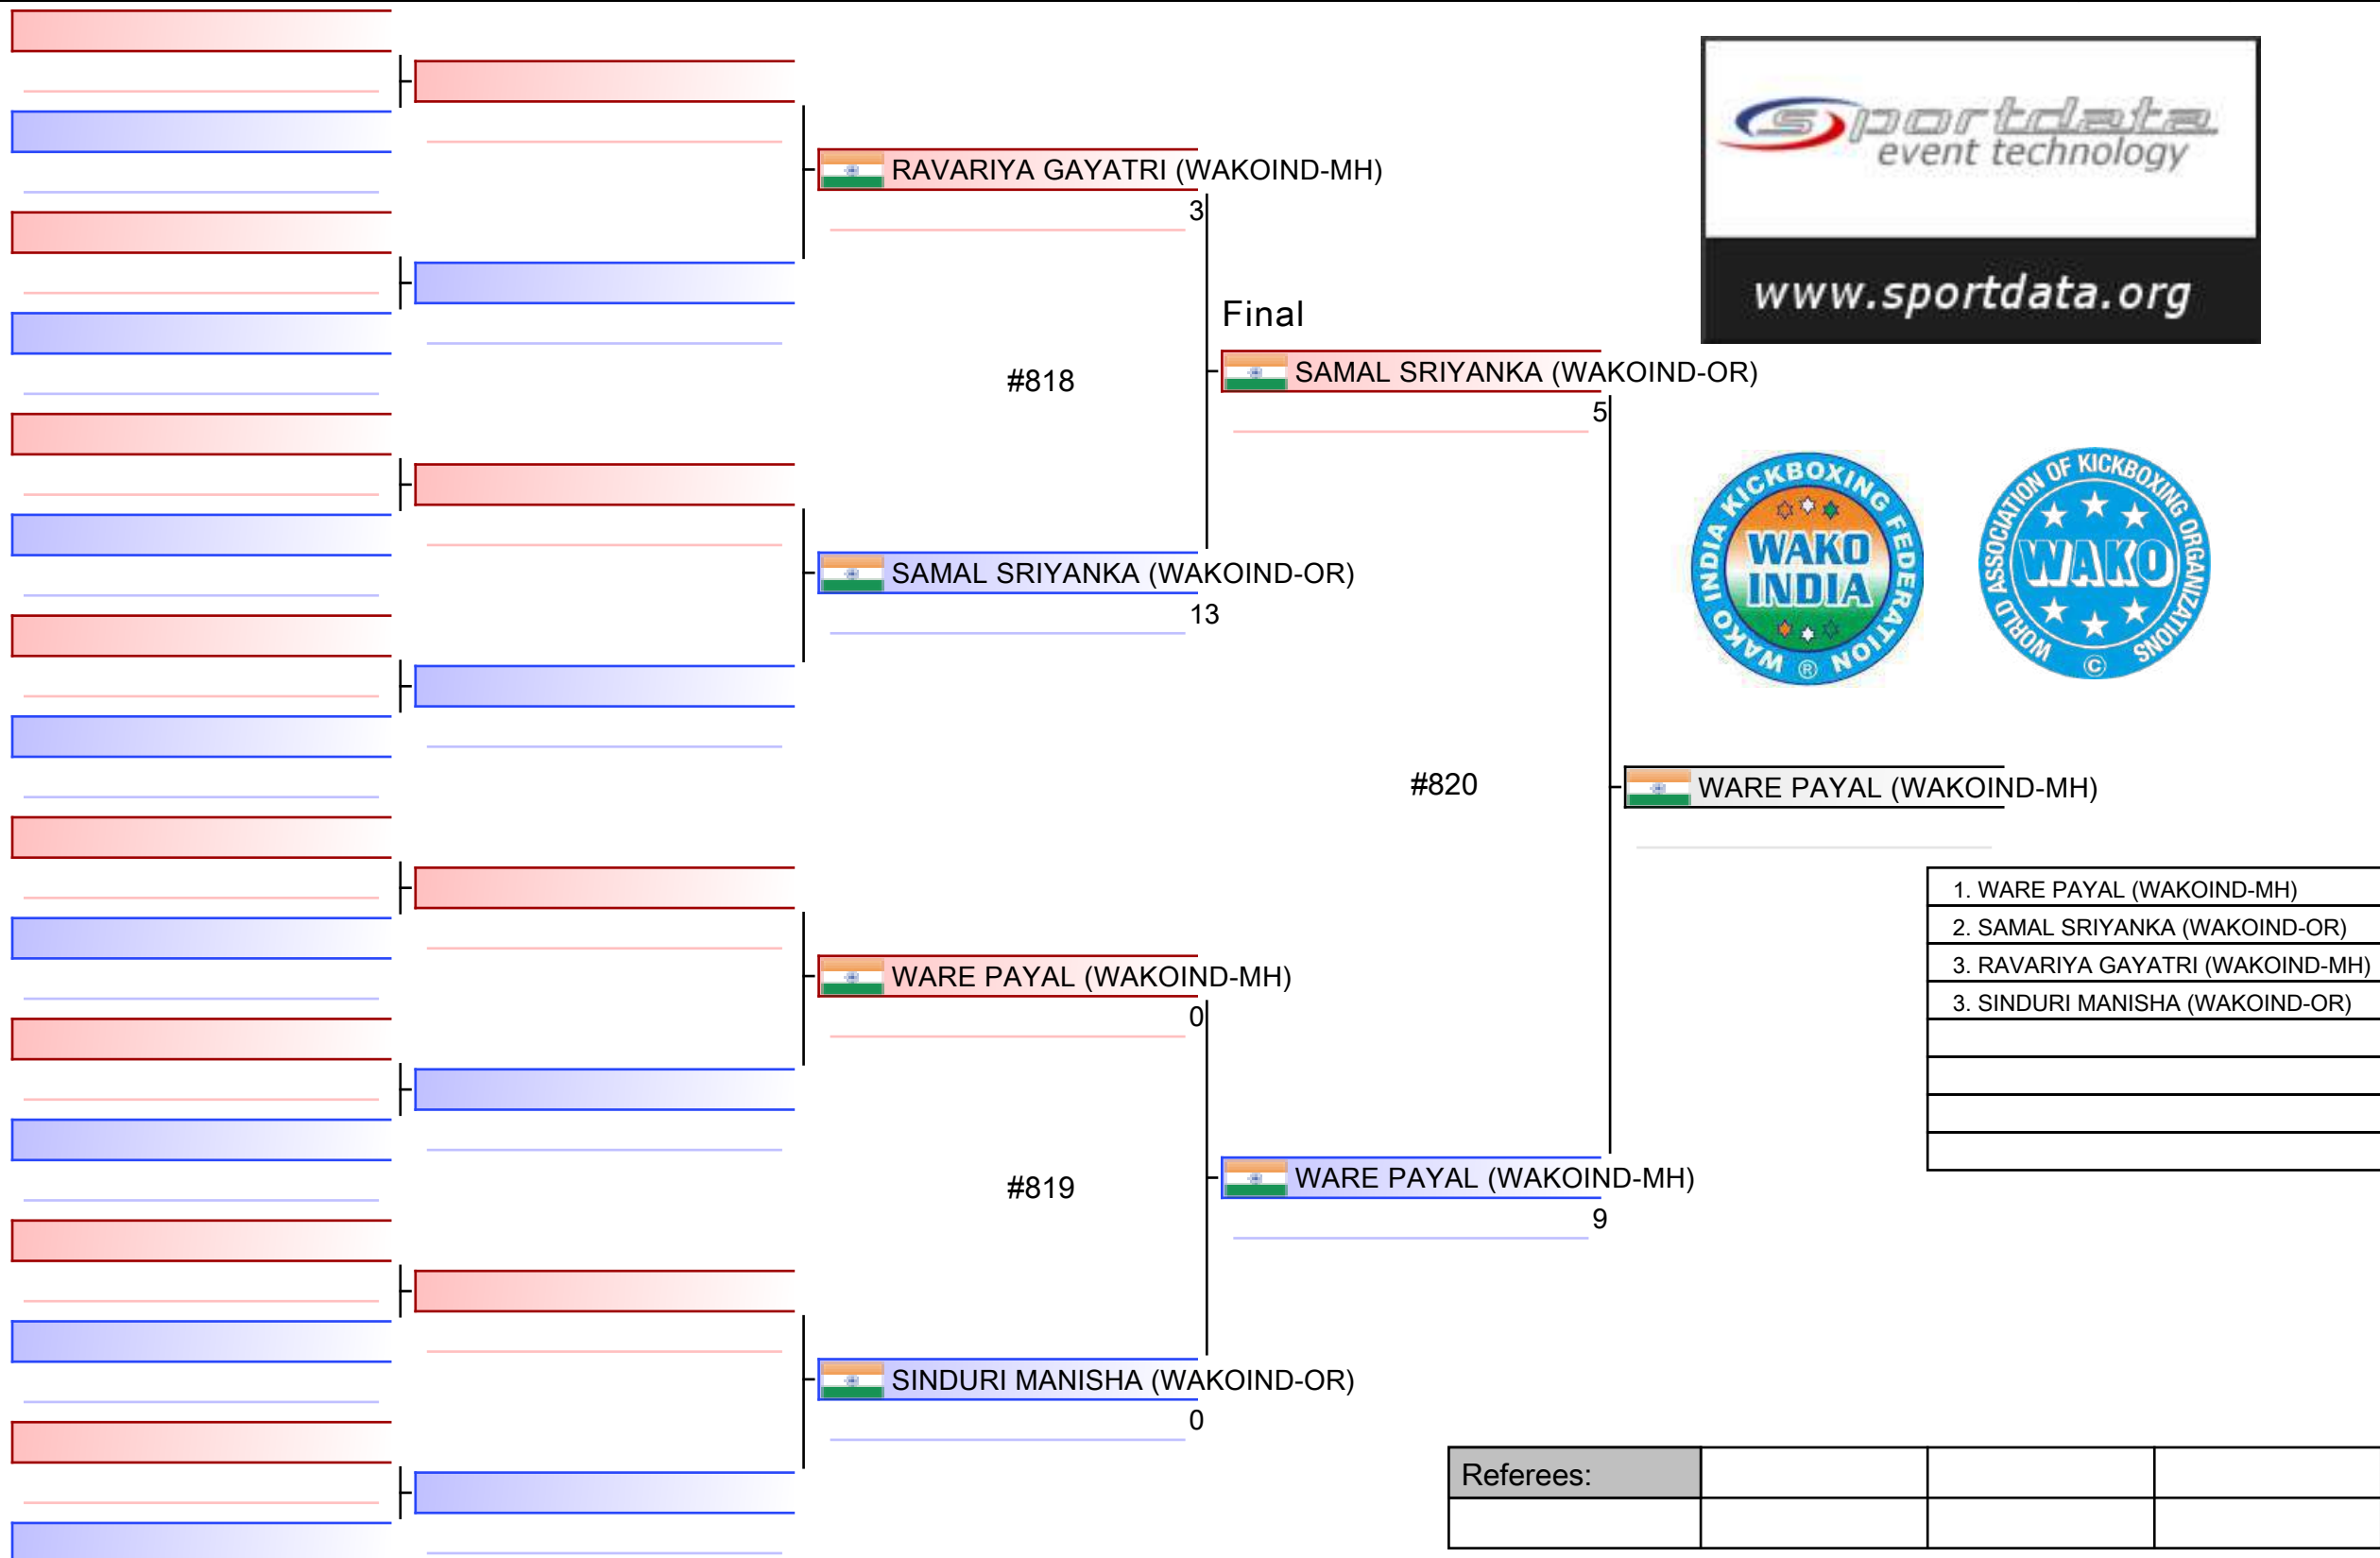 sportdata
event technology
www.sportdata.org
RAVARIYA GAYATRI (WAKOIND-MH)
3
Final
#818
SAMAL SRIYANKA (WAKOIND-OR)
5
WAKO INDIA KICKBOXING FEDERATION
WAKO
INDIA
®
WORLD ASSOCIATION OF KICKBOXING ORGANIZATIONS
WAKO
©
SAMAL SRIYANKA (WAKOIND-OR)
13
#820
WARE PAYAL (WAKOIND-MH)
1. WARE PAYAL (WAKOIND-MH)
2. SAMAL SRIYANKA (WAKOIND-OR)
3. RAVARIYA GAYATRI (WAKOIND-MH)
3. SINDURI MANISHA (WAKOIND-OR)
WARE PAYAL (WAKOIND-MH)
0
#819
WARE PAYAL (WAKOIND-MH)
9
SINDURI MANISHA (WAKOIND-OR)
0
Referees: